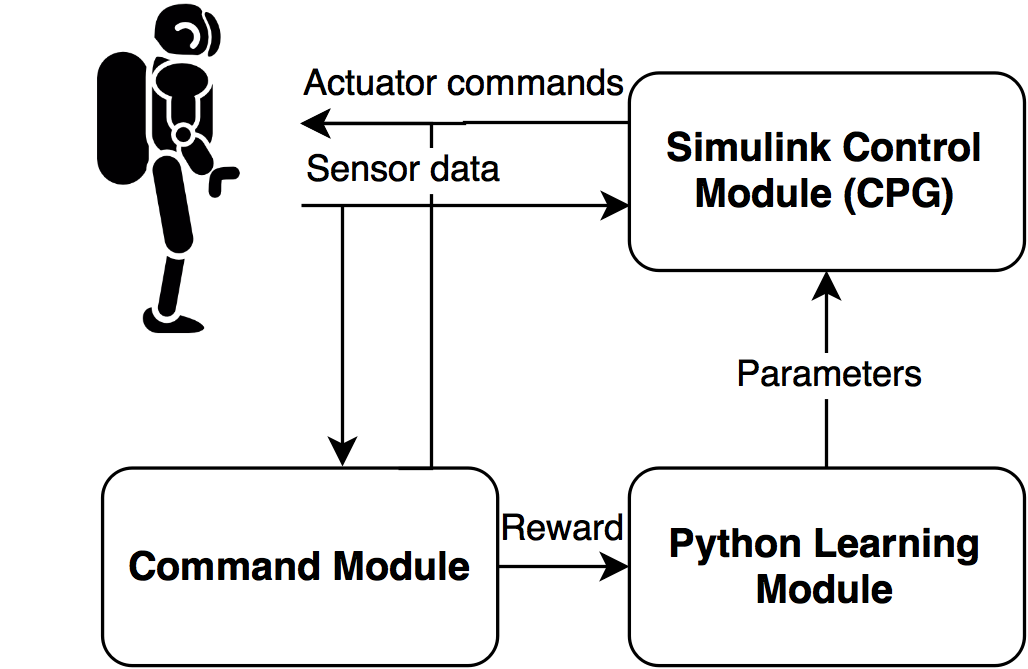 Actuator commands
Sensor data
Simulink Control
Module (CPG)
Parameters
Command Module
Reward
Python Learning
Module